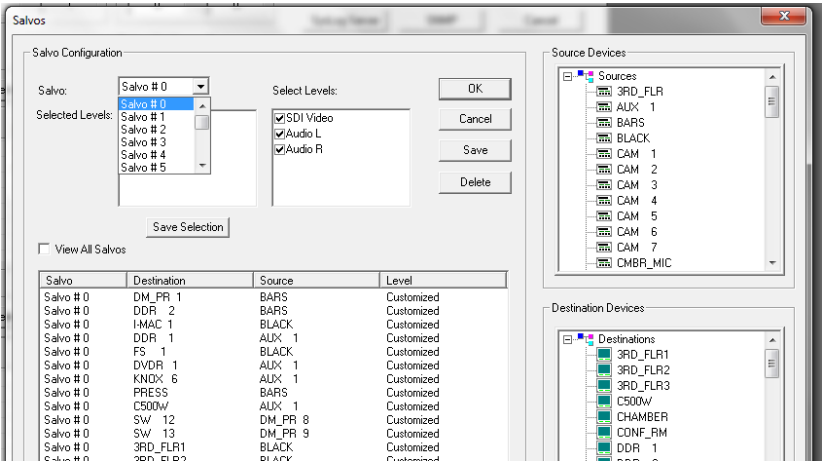 Salvos
Cancel
Salvo Configuration
Salvo:
Salvo # 0
Salvo # 0
Salvo # 1
Salvo # 2
Salvo # 3
Salvo # 4
Salvo # 5
Selected Levels:
Select Levels:
SDI Video
Audio L
Audio R
OK
Cancel
Save
Delete
Save Selection
View All Salvos
Salvo Destination Source Level
Salvo # 0 DM_PR 1 BARS Customized
Salvo # 0 DDR 2 BARS Customized
Salvo # 0 I-MAC 1 BLACK Customized
Salvo # 0 DDR 1 AUX 1 Customized
Salvo # 0 FS 1 BLACK Customized
Salvo # 0 DVDR 1 AUX 1 Customized
Salvo # 0 KNOX 6 AUX 1 Customized
Salvo # 0 PRESS BARS Customized
Salvo # 0 C500W AUX 1 Customized
Salvo # 0 SW 12 DM_PR 8 Customized
Salvo # 0 SW 13 DM_PR 9 Customized
Salvo # 0 3RD_FLR1 BLACK Customized
Salvo # 0 3RD_FLR2 BLACK Customized
Source Devices
Sources
3RD_FLR
AUX 1
BARS
BLACK
CAM 1
CAM 2
CAM 3
CAM 4
CAM 5
CAM 6
CAM 7
CMBR_MIC
Destination Devices
Destinations
3RD_FLR1
3RD_FLR2
3RD_FLR3
C500W
CHAMBER
CONF_RM
DDR 1